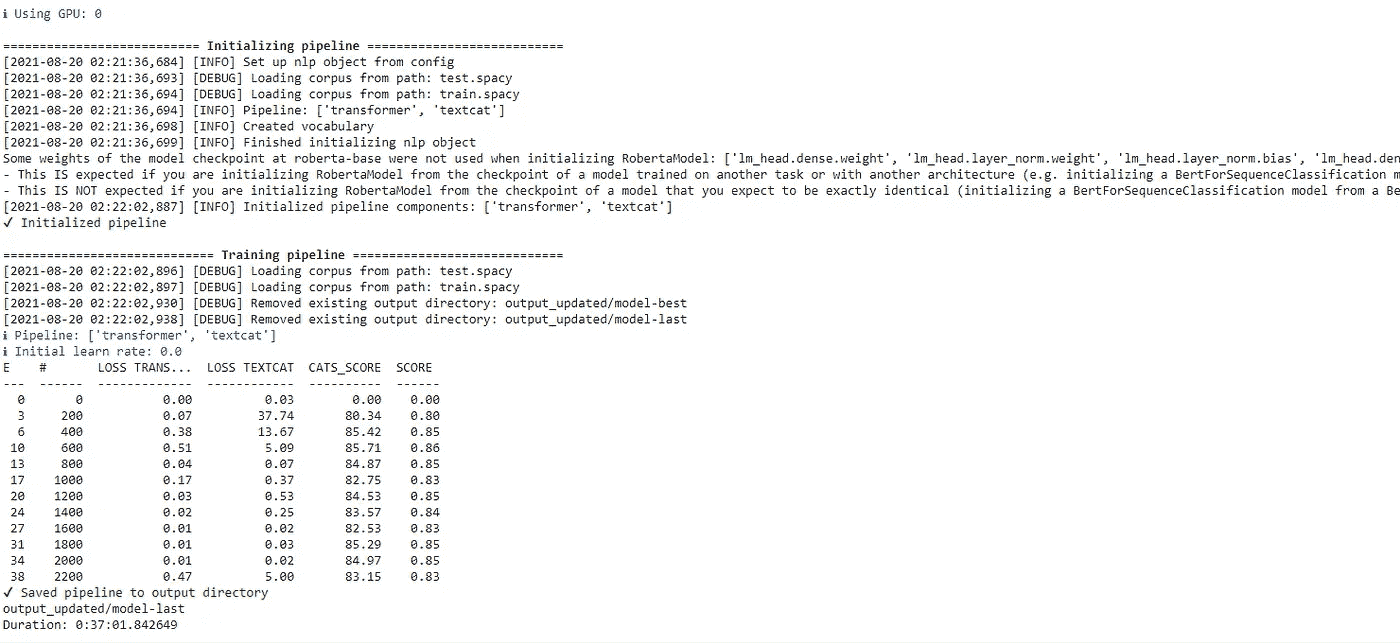 ℹ Using GPU: 0
=========================== Initializing pipeline ===========================
[2021-08-20 02:21:36,684] [INFO] Set up nlp object from config
[2021-08-20 02:21:36,693] [DEBUG] Loading corpus from path: test.spacy
[2021-08-20 02:21:36,694] [DEBUG] Loading corpus from path: train.spacy
[2021-08-20 02:21:36,694] [INFO] Pipeline: ['transformer', 'textcat']
[2021-08-20 02:21:36,698] [INFO] Created vocabulary
[2021-08-20 02:21:36,699] [INFO] Finished initializing nlp object
Some weights of the model checkpoint at roberta-base were not used when initializing RobertaModel: ['lm_head.dense.weight', 'lm_head.layer_norm.weight', 'lm_head.layer_norm.bias', 'lm_head.den
- This IS expected if you are initializing RobertaModel from the checkpoint of a model trained on another task or with another architecture (e.g. initializing a BertForSequenceClassification m
- This IS NOT expected if you are initializing RobertaModel from the checkpoint of a model that you expect to be exactly identical (initializing a BertForSequenceClassification model from a Be
[2021-08-20 02:22:02,887] [INFO] Initialized pipeline components: ['transformer', 'textcat']
✓ Initialized pipeline
============================= Training pipeline =============================
[2021-08-20 02:22:02,896] [DEBUG] Loading corpus from path: test.spacy
[2021-08-20 02:22:02,897] [DEBUG] Loading corpus from path: train.spacy
[2021-08-20 02:22:02,930] [DEBUG] Removed existing output directory: output_updated/model-best
[2021-08-20 02:22:02,938] [DEBUG] Removed existing output directory: output_updated/model-last
ℹ Pipeline: ['transformer', 'textcat']
ℹ Initial learn rate: 0.0
E    #       LOSS TRANS...  LOSS TEXTCAT  CATS_SCORE  SCORE
---  ------  -------------  ------------  ----------  ------
  0       0           0.00          0.03        0.00    0.00
  3     200           0.07         37.74       80.34    0.80
  6     400           0.38         13.67       85.42    0.85
 10     600           0.51          5.09       85.71    0.86
 13     800           0.04          0.07       84.87    0.85
 17    1000           0.17          0.37       82.75    0.83
 20    1200           0.03          0.53       84.53    0.85
 24    1400           0.02          0.25       83.57    0.84
 27    1600           0.01          0.02       82.53    0.83
 31    1800           0.01          0.03       85.29    0.85
 34    2000           0.01          0.02       84.97    0.85
 38    2200           0.47          5.00       83.15    0.83
✓ Saved pipeline to output directory
output_updated/model-last
Duration: 0:37:01.842649